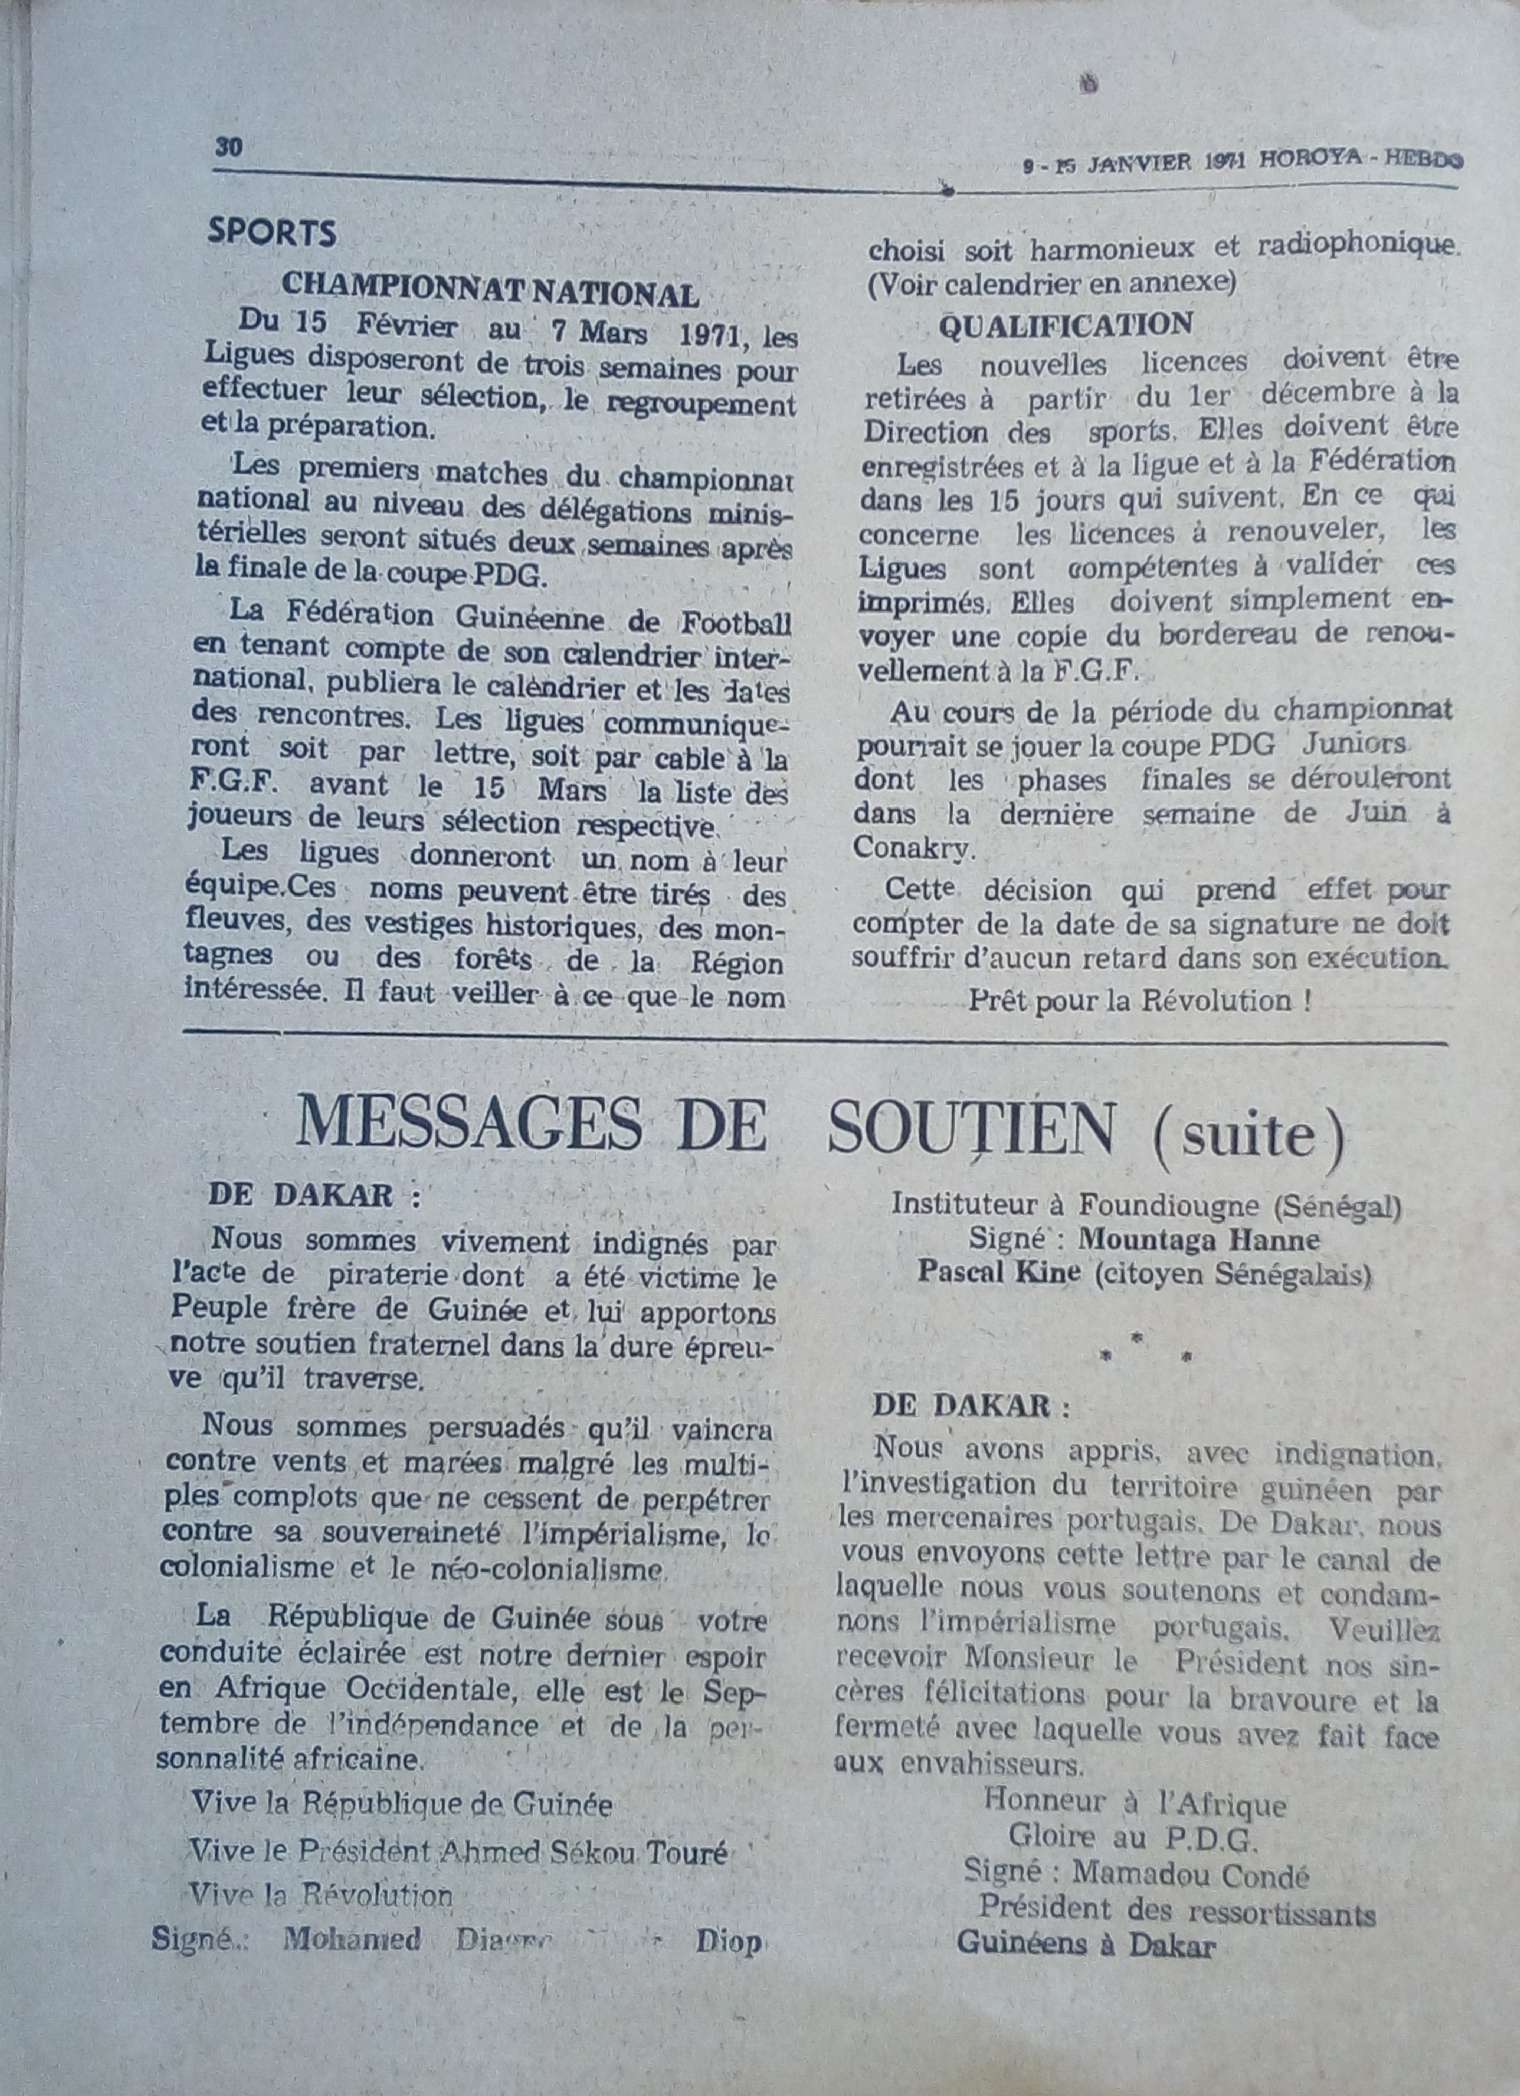 30
9 - 15 JANVIER 1971 HOROYA - HEBDO
SPORTS
CHAMPIONNAT NATIONAL
Du 15 Février au 7 Mars 1971, les
Ligues disposeront de trois semaines pour
effectuer leur sélection, le regroupement
et la préparation.
Les premiers matches du championnat
national au niveau des délégations minis-
térielles seront situés deux semaines après
la finale de la coupe PDG.
La Fédération Guinéenne de Football
en tenant compte de son calendrier inter-
national, publiera le calendrier et les dates
des rencontres. Les ligues communique-
ront soit par lettre, soit par cable à la
F.G.F. avant le 15 Mars la liste des
joueurs de leurs sélection respective.
Les ligues donneront un nom à leur
équipe.Ces noms peuvent être tirés des
fleuves, des vestiges historiques, des mon-
tagnes ou des forêts de la Région
intéressée. Il faut veiller à ce que le nom
choisi soit harmonieux et radiophonique.
(Voir calendrier en annexe)
QUALIFICATION
Les nouvelles licences doivent être
retirées à partir du 1er décembre à la
Direction des sports. Elles doivent être
enregistrées et à la ligue et à la Fédération
dans les 15 jours qui suivent. En ce qui
concerne les licences à renouveler, les
Ligues sont compétentes à valider ces
imprimés. Elles doivent simplement en-
voyer une copie du bordereau de renou-
vellement à la F.G.F.
Au cours de la période du championnat
pourrait se jouer la coupe PDG Juniors
dont les phases finales se dérouleront
dans la dernière semaine de Juin à
Conakry.
Cette décision qui prend effet pour
compter de la date de sa signature ne doit
souffrir d'aucun retard dans son exécution.
Prêt pour la Révolution !
MESSAGES DE SOUTIEN (suite)
DE DAKAR :
Nous sommes vivement indignés par
l'acte de piraterie dont a été victime le
Peuple frère de Guinée et lui apportons
notre soutien fraternel dans la dure épreu-
ve qu'il traverse.
Nous sommes persuadés qu'il vaincra
contre vents et marées malgré les multi-
ples complots que ne cessent de perpétrer
contre sa souveraineté l'impérialisme, le
colonialisme et le néo-colonialisme.
La République de Guinée sous votre
conduite éclairée est notre dernier espoir
en Afrique Occidentale, elle est le Sep-
tembre de l'indépendance et de la per-
sonnalité africaine.
Vive la République de Guinée
Vive le Président Ahmed Sékou Touré
Vive la Révolution
Signé : Mohamed Diop
Instituteur à Foundiougne (Sénégal)
Signé : Mountaga Hanne
Pascal Kine (citoyen Sénégalais)
* * *
DE DAKAR :
Nous avons appris, avec indignation,
l'investigation du territoire guinéen par
les mercenaires portugais. De Dakar, nous
vous envoyons cette lettre par le canal de
laquelle nous vous soutenons et condam-
nons l'impérialisme portugais. Veuillez
recevoir Monsieur le Président nos sin-
cères félicitations pour la bravoure et la
fermeté avec laquelle vous avez fait face
aux envahisseurs.
Honneur à l'Afrique
Gloire au P.D.G.
Signé : Mamadou Condé
Président des ressortissants
Guinéens à Dakar